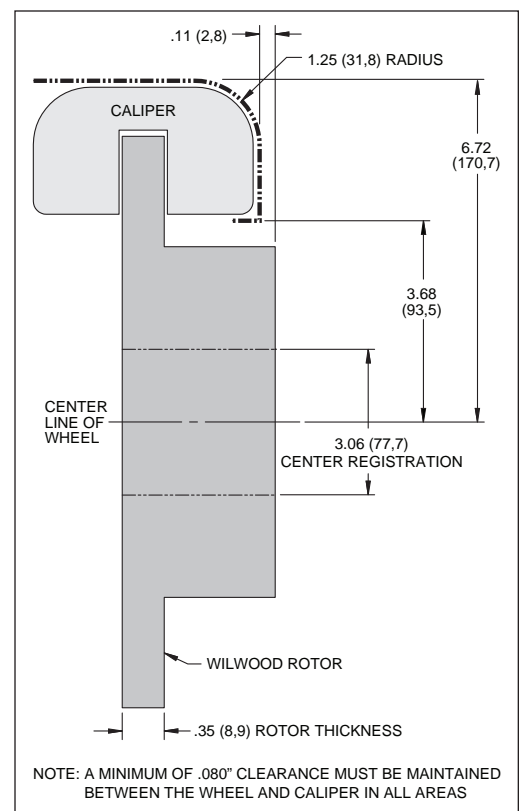 .11 (2,8)
1.25 (31,8) RADIUS
CALIPER
6.72
(170,7)
3.68
(93,5)
CENTER
LINE OF
WHEEL
3.06 (77,7)
CENTER REGISTRATION
WILWOOD ROTOR
.35 (8,9) ROTOR THICKNESS
NOTE: A MINIMUM OF .080" CLEARANCE MUST BE MAINTAINED
BETWEEN THE WHEEL AND CALIPER IN ALL AREAS